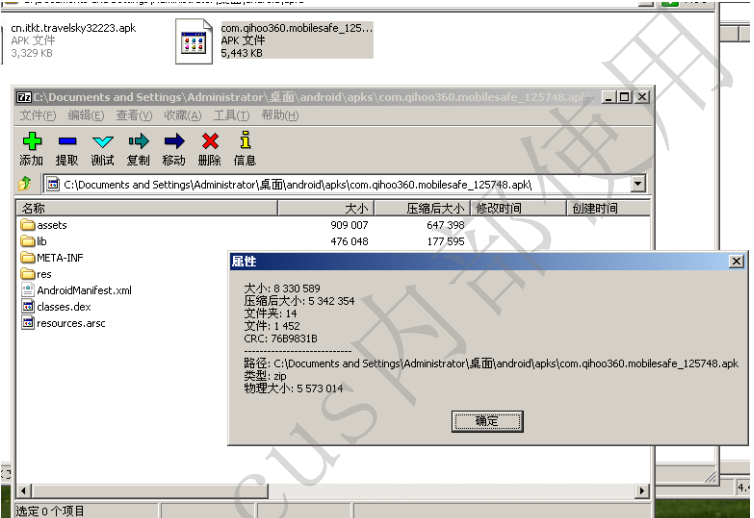 cn.itkt.travelsky32223.apk
APK 文件
3,329 KB
com.qihoo360.mobilesafe_125...
APK 文件
5,443 KB
C:\Documents and Settings\Administrator\桌面\android\apks\com.qihoo360.mobilesafe_125748.apk\
文件(F) 编辑(E) 查看(V) 收藏(A) 工具(T) 帮助(H)
添加 提取 测试 复制 移动 删除 信息
C:\Documents and Settings\Administrator\桌面\android\apks\com.qihoo360.mobilesafe_125748.apk\
名称 大小 压缩后大小 修改时间 创建时间
assets 909 007 647 398
lib 476 048 177 595
META-INF
res
AndroidManifest.xml
classes.dex
resources.arsc
属性
大小: 8 330 589
压缩后大小: 5 342 354
文件夹: 14
文件: 1 452
CRC: 76B9831B
----------------------------
路径: C:\Documents and Settings\Administrator\桌面\android\apks\com.qihoo360.mobilesafe_125748.apk
类型: zip
物理大小: 5 573 014
确定
选定 0 个项目
4.4
cus内部使用